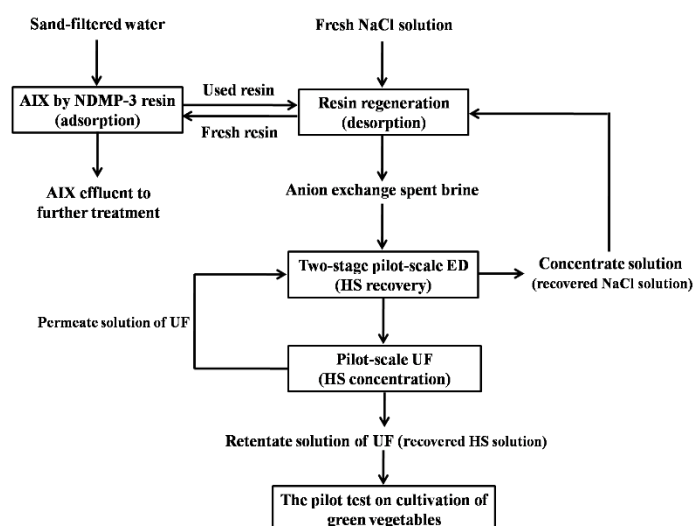 Sand-filtered water
Fresh NaCl solution
AIX by NDMP-3 resin
(adsorption)
Used resin
Fresh resin
Resin regeneration
(desorption)
AIX effluent to
further treatment
Anion exchange spent brine
Two-stage pilot-scale ED
(HS recovery)
Concentrate solution
(recovered NaCl solution)
Permeate solution of UF
Pilot-scale UF
(HS concentration)
Retentate solution of UF (recovered HS solution)
The pilot test on cultivation of
green vegetables